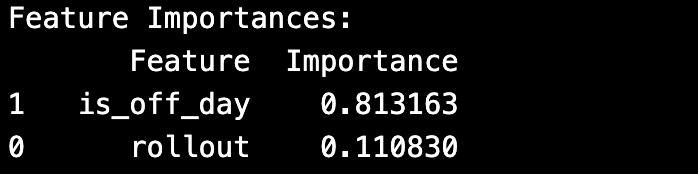 Feature Importances:
Feature Importance
1 is_off_day 0.813163
0 rollout 0.110830